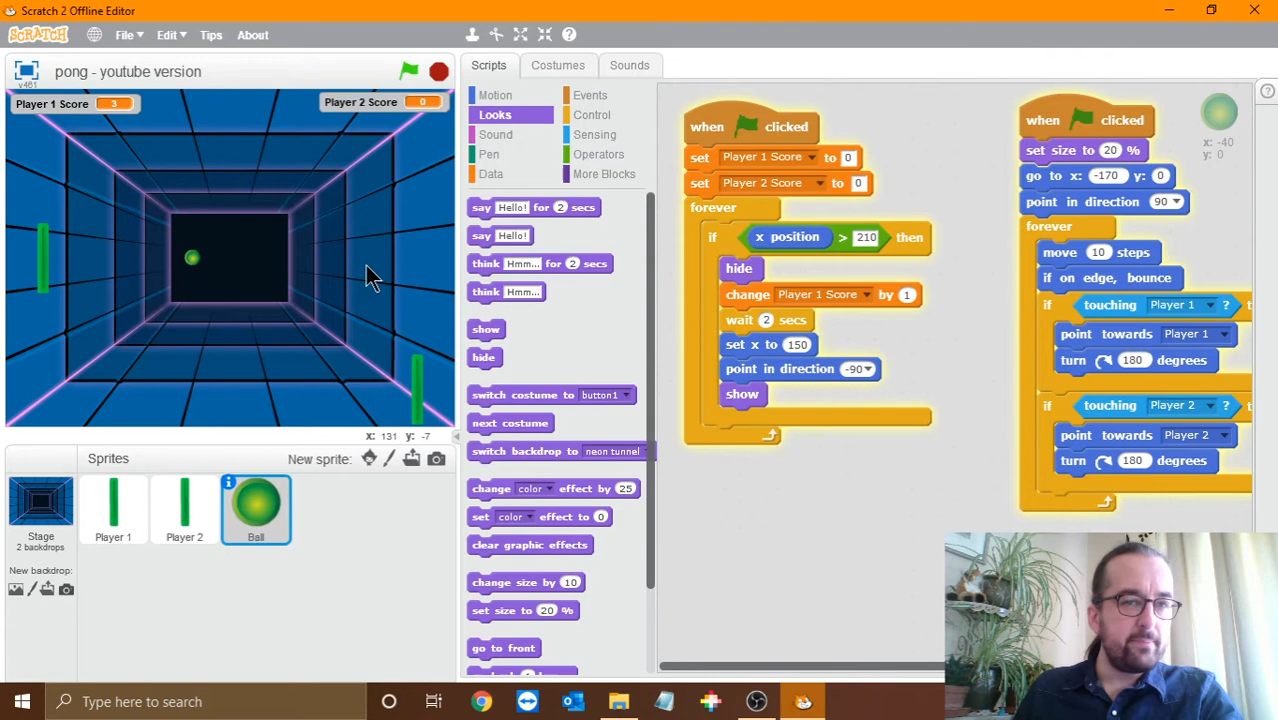 Scratch 2 Offline Editor
SCRATCH File Edit Tips About
pong - youtube version
v461
Player 1 Score 3
Player 2 Score 0
x: 131 y: -7
Sprites New sprite:
Stage
2 backdrops
New backdrop:
Player 1
Player 2
Ball
Scripts Costumes Sounds
Motion Events
Looks Control
Sound Sensing
Pen Operators
Data More Blocks
say Hello! for 2 secs
say Hello!
think Hmm... for 2 secs
think Hmm...
show
hide
switch costume to button1
next costume
switch backdrop to neon tunnel
change color effect by 25
set color effect to 0
clear graphic effects
change size by 10
set size to 20 %
go to front
when clicked
set Player 1 Score to 0
set Player 2 Score to 0
forever
if x position > 210 then
hide
change Player 1 Score by 1
wait 2 secs
set x to 150
point in direction -90
show
when clicked
set size to 20 %
go to x: -170 y: 0
point in direction 90
forever
move 10 steps
if on edge, bounce
if touching Player 1 ?
point towards Player 1
turn 180 degrees
if touching Player 2 ?
point towards Player 2
turn 180 degrees
x: -40
y: 0
Type here to search